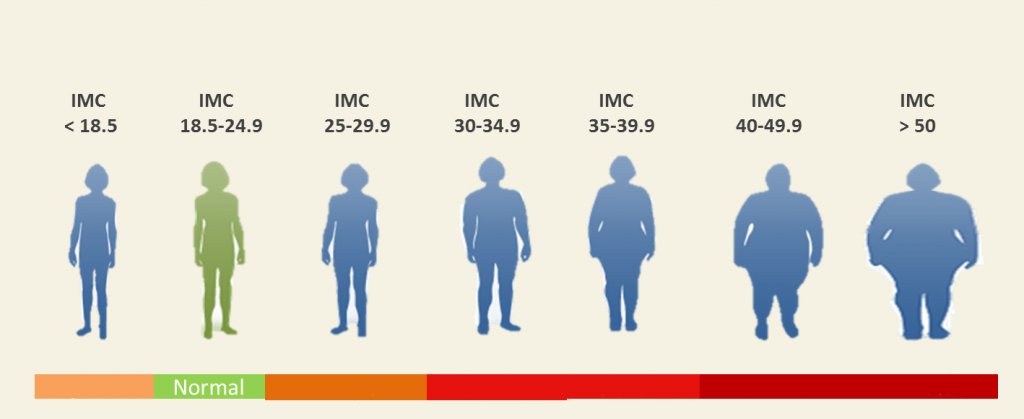 IMC
< 18.5
IMC
18.5-24.9
IMC
25-29.9
IMC
30-34.9
IMC
35-39.9
IMC
40-49.9
IMC
> 50
Normal